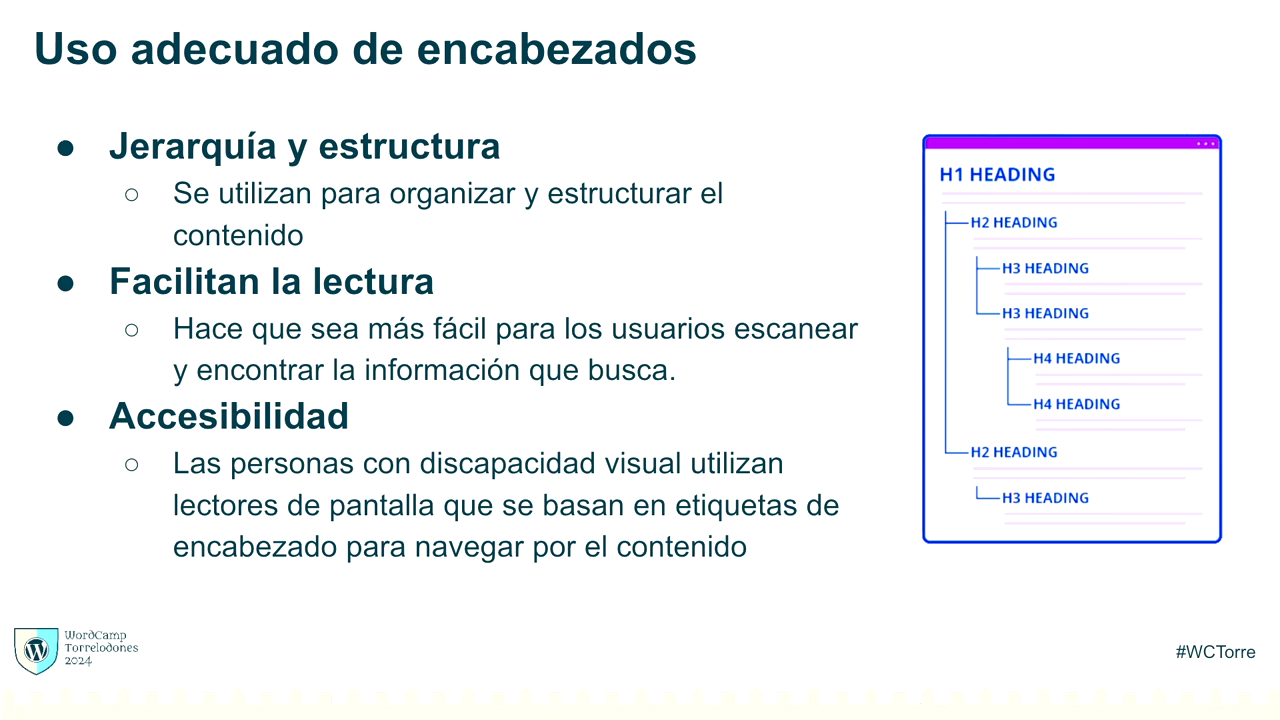 Uso adecuado de encabezados
● Jerarquía y estructura
○ Se utilizan para organizar y estructurar el
contenido
● Facilitan la lectura
○ Hace que sea más fácil para los usuarios escanear
y encontrar la información que busca.
● Accesibilidad
○ Las personas con discapacidad visual utilizan
lectores de pantalla que se basan en etiquetas de
encabezado para navegar por el contenido
H1 HEADING
H2 HEADING
H3 HEADING
H3 HEADING
H4 HEADING
H4 HEADING
H2 HEADING
H3 HEADING
WordCamp
Torrelodones
2024
#WCTorre